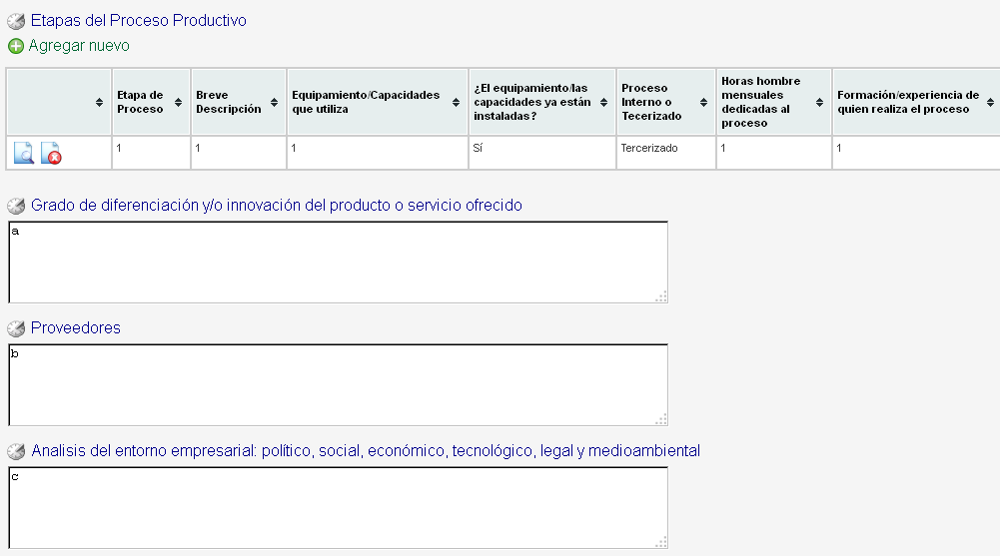 Etapas del Proceso Productivo
Agregar nuevo
Etapa de Proceso
Breve Descripción
Equipamiento/Capacidades que utiliza
¿El equipamiento/las capacidades ya están instaladas?
Proceso Interno o Tecerizado
Horas hombre mensuales dedicadas al proceso
Formación/experiencia de quien realiza el proceso
1 1 1 Sí Tercerizado 1 1
Grado de diferenciación y/o innovación del producto o servicio ofrecido
a
Proveedores
b
Analisis del entorno empresarial: político, social, económico, tecnológico, legal y medioambiental
c